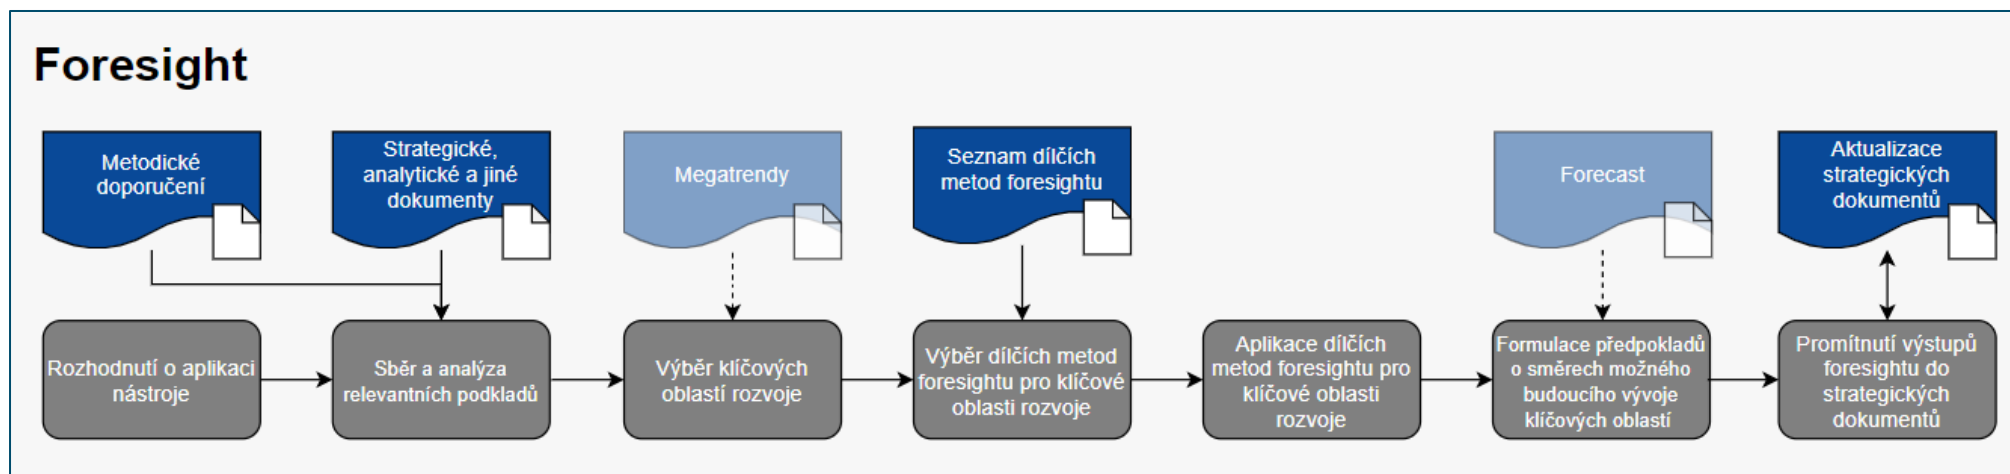 Foresight
Metodické
doporučení
Strategické,
analytické a jiné
dokumenty
Megatrendy
Seznam dílčích
metod foresightu
Forecast
Aktualizace
strategických
dokumentů
Rozhodnutí o aplikaci
nástroje
Sběr a analýza
relevantních podkladů
Výběr klíčových
oblastí rozvoje
Výběr dílčích metod
foresightu pro klíčové
oblasti rozvoje
Aplikace dílčích
metod foresightu pro
klíčové oblasti
rozvoje
Formulace předpokladů
o směrech možného
budoucího vývoje
klíčových oblastí
Promítnutí výstupů
foresightu do
strategických
dokumentů